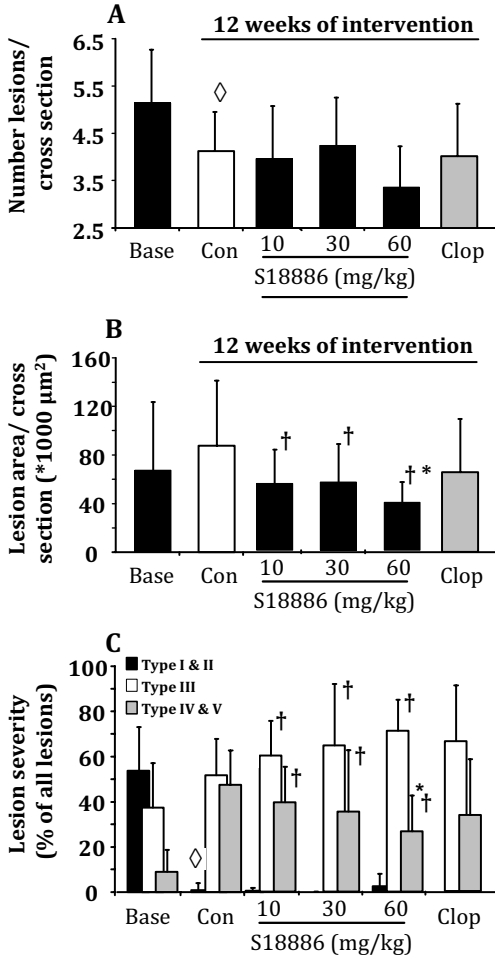 A
12 weeks of intervention
Number lesions/
cross section
6.5
5.5
4.5
3.5
2.5
◊
Base Con 10 30 60 Clop
S18886 (mg/kg)
B
12 weeks of intervention
Lesion area/ cross
section (*1000 μm²)
160
120
80
40
0
† † † *
Base Con 10 30 60 Clop
S18886 (mg/kg)
C
Lesion severity
(% of all lesions)
100
80
60
40
20
0
Type I & II
Type III
Type IV & V
◊ † † † † † * †
Base Con 10 30 60 Clop
S18886 (mg/kg)